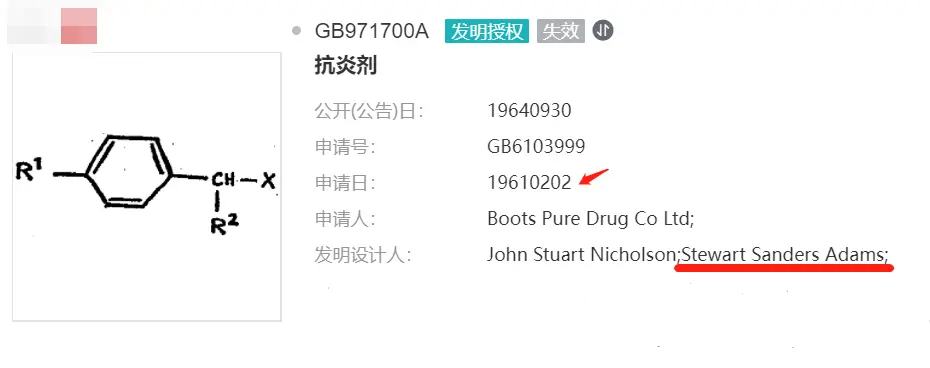 GB971700A 发明授权 失效
抗炎剂
公开(公告)日: 19640930
申请号: GB6103999
申请日: 19610202
申请人: Boots Pure Drug Co Ltd;
发明设计人: John Stuart Nicholson;Stewart Sanders Adams;
R¹ CH X
R²